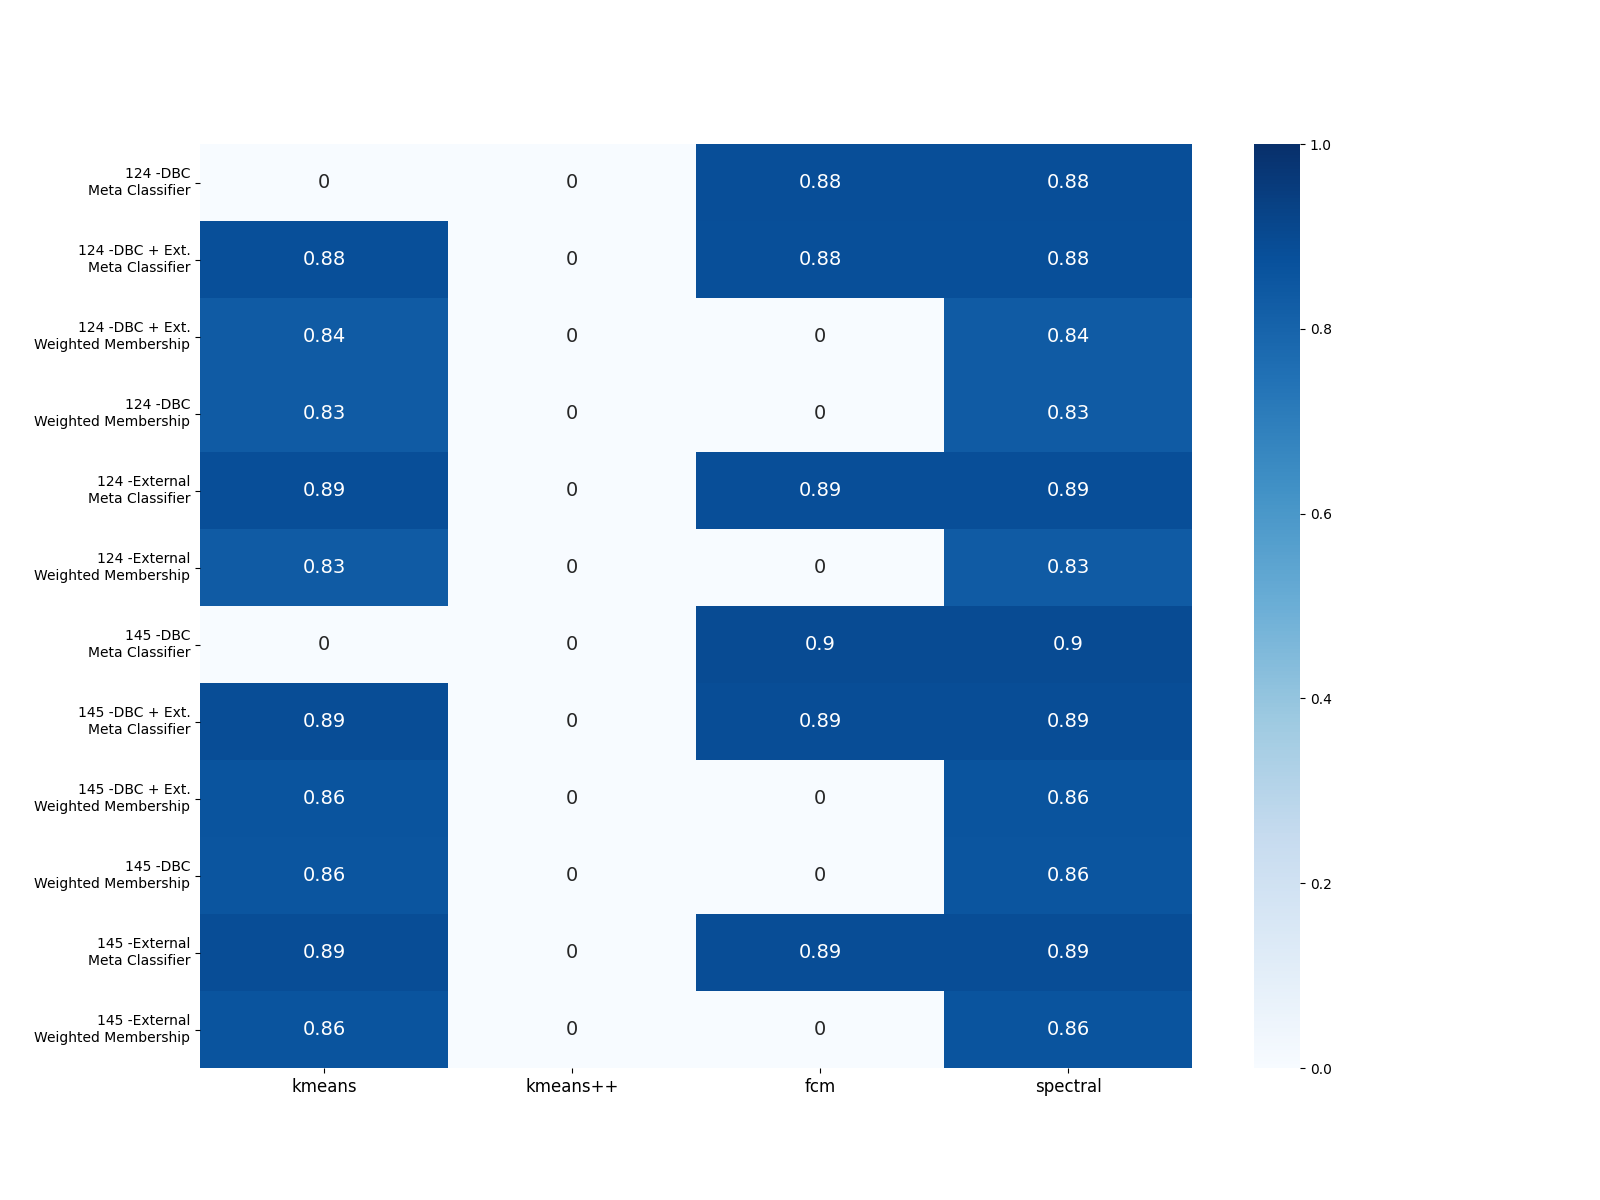 124 -DBC
Meta Classifier
0 0 0.88 0.88
124 -DBC + Ext.
Meta Classifier
0.88 0 0.88 0.88
124 -DBC + Ext.
Weighted Membership
0.84 0 0 0.84
124 -DBC
Weighted Membership
0.83 0 0 0.83
124 -External
Meta Classifier
0.89 0 0.89 0.89
124 -External
Weighted Membership
0.83 0 0 0.83
145 -DBC
Meta Classifier
0 0 0.9 0.9
145 -DBC + Ext.
Meta Classifier
0.89 0 0.89 0.89
145 -DBC + Ext.
Weighted Membership
0.86 0 0 0.86
145 -DBC
Weighted Membership
0.86 0 0 0.86
145 -External
Meta Classifier
0.89 0 0.89 0.89
145 -External
Weighted Membership
0.86 0 0 0.86
kmeans kmeans++ fcm spectral
1.0
0.8
0.6
0.4
0.2
0.0